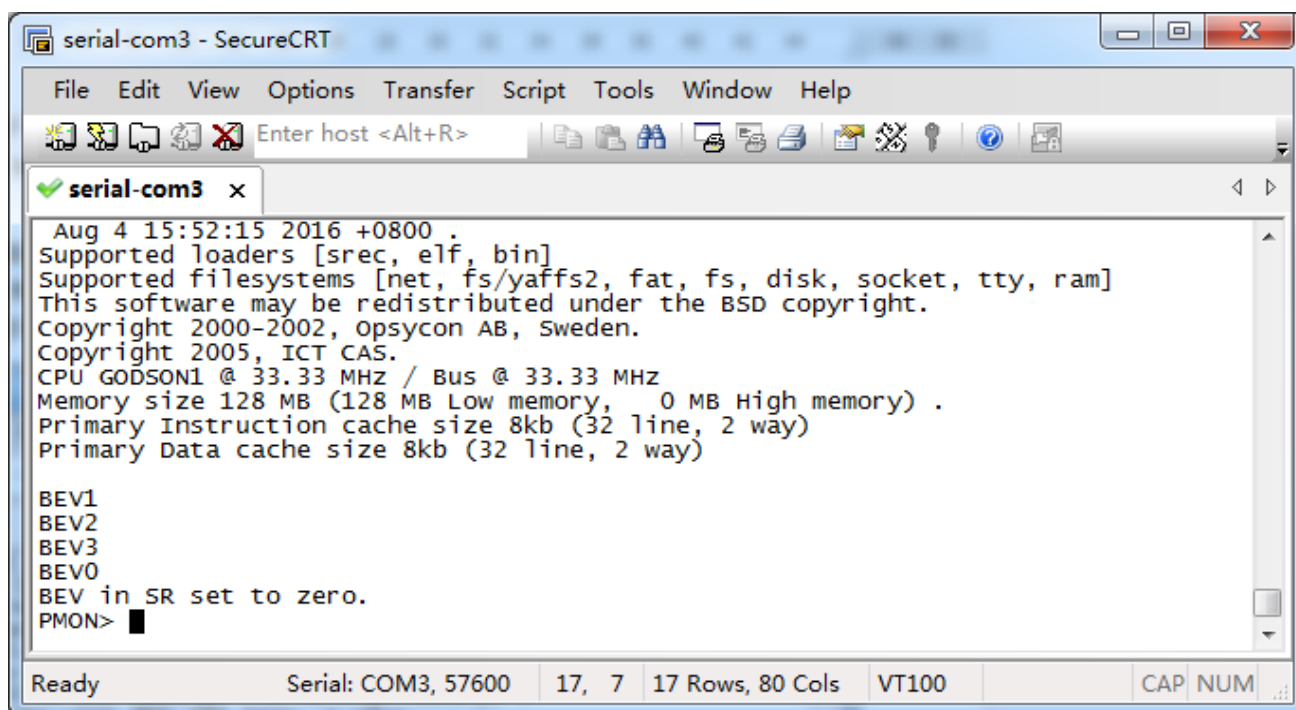 serial-com3 - SecureCRT
File Edit View Options Transfer Script Tools Window Help
Enter host <Alt+R>
serial-com3 x
Aug 4 15:52:15 2016 +0800 .
Supported loaders [srec, elf, bin]
Supported filesystems [net, fs/yaffs2, fat, fs, disk, socket, tty, ram]
This software may be redistributed under the BSD copyright.
Copyright 2000-2002, Opsycon AB, Sweden.
Copyright 2005, ICT CAS.
CPU GODSON1 @ 33.33 MHz / Bus @ 33.33 MHz
Memory size 128 MB (128 MB Low memory,   0 MB High memory) .
Primary Instruction cache size 8kb (32 line, 2 way)
Primary Data cache size 8kb (32 line, 2 way)
BEV1
BEV2
BEV3
BEV0
BEV in SR set to zero.
PMON>
Ready Serial: COM3, 57600 17, 7 17 Rows, 80 Cols VT100 CAP NUM